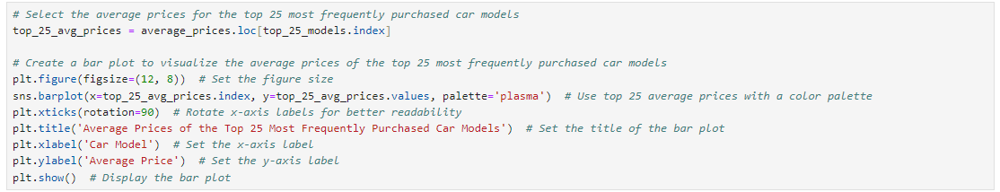 # Select the average prices for the top 25 most frequently purchased car models
top_25_avg_prices = average_prices.loc[top_25_models.index]
# Create a bar plot to visualize the average prices of the top 25 most frequently purchased car models
plt.figure(figsize=(12, 8))  # Set the figure size
sns.barplot(x=top_25_avg_prices.index, y=top_25_avg_prices.values, palette='plasma')  # Use top 25 average prices with a color palette
plt.xticks(rotation=90)  # Rotate x-axis labels for better readability
plt.title('Average Prices of the Top 25 Most Frequently Purchased Car Models')  # Set the title of the bar plot
plt.xlabel('Car Model')  # Set the x-axis label
plt.ylabel('Average Price')  # Set the y-axis label
plt.show()  # Display the bar plot